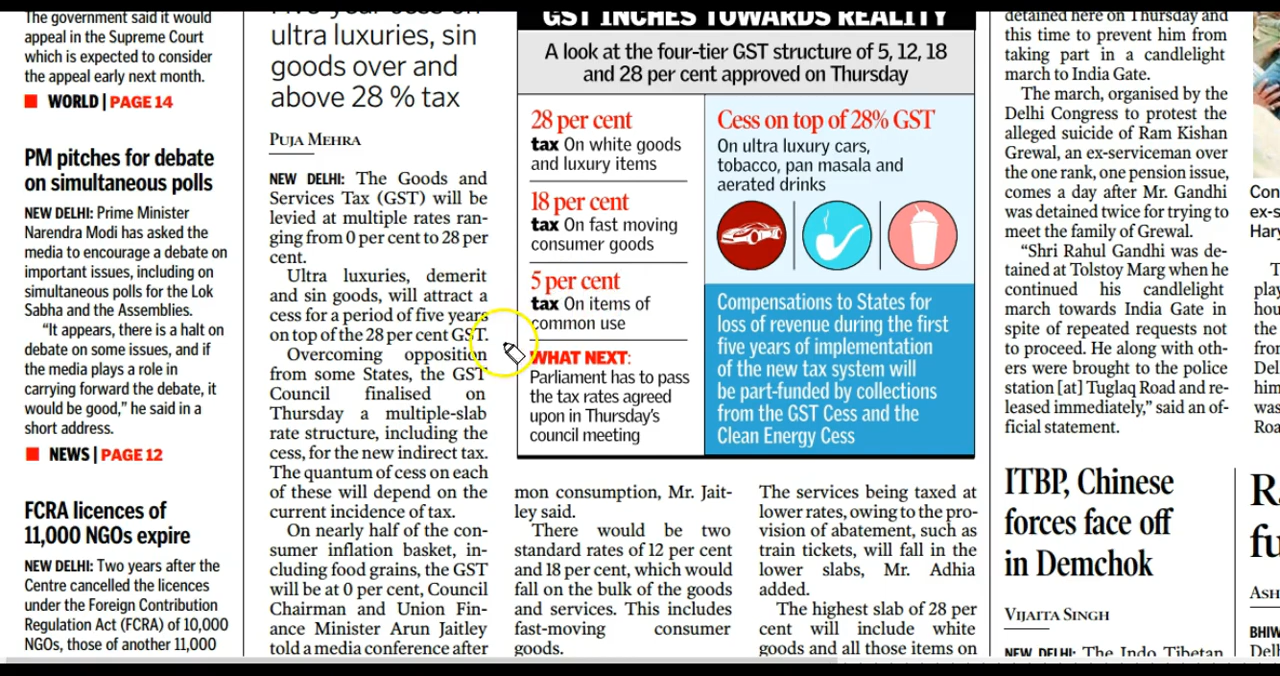 The government said it would
appeal in the Supreme Court
which is expected to consider
the appeal early next month.
WORLD | PAGE 14
PM pitches for debate
on simultaneous polls
NEW DELHI: Prime Minister
Narendra Modi has asked the
media to encourage a debate on
important issues, including on
simultaneous polls for the Lok
Sabha and the Assemblies.
“It appears, there is a halt on
debate on some issues, and if
the media plays a role in
carrying forward the debate, it
would be good,” he said in a
short address.
NEWS | PAGE 12
FCRA licences of
11,000 NGOs expire
NEW DELHI: Two years after the
Centre cancelled the licences
under the Foreign Contribution
Regulation Act (FCRA) of 10,000
NGOs, those of another 11,000
Five-year cess on
ultra luxuries, sin
goods over and
above 28 % tax
PUJA MEHRA
NEW DELHI: The Goods and
Services Tax (GST) will be
levied at multiple rates ran-
ging from 0 per cent to 28 per
cent.
Ultra luxuries, demerit
and sin goods, will attract a
cess for a period of five years
on top of the 28 per cent GST.
Overcoming opposition
from some States, the GST
Council finalised on
Thursday a multiple-slab
rate structure, including the
cess, for the new indirect tax.
The quantum of cess on each
of these will depend on the
current incidence of tax.
On nearly half of the con-
sumer inflation basket, in-
cluding food grains, the GST
will be at 0 per cent, Council
Chairman and Union Fin-
ance Minister Arun Jaitley
told a media conference after
GST INCHES TOWARDS REALITY
A look at the four-tier GST structure of 5, 12, 18
and 28 per cent approved on Thursday
28 per cent
tax On white goods
and luxury items
18 per cent
tax On fast moving
consumer goods
5 per cent
tax On items of
common use
WHAT NEXT:
Parliament has to pass
the tax rates agreed
upon in Thursday’s
council meeting
Cess on top of 28% GST
On ultra luxury cars,
tobacco, pan masala and
aerated drinks
Compensations to States for
loss of revenue during the first
five years of implementation
of the new tax system will
be part-funded by collections
from the GST Cess and the
Clean Energy Cess
mon consumption, Mr. Jait-
ley said.
There would be two
standard rates of 12 per cent
and 18 per cent, which would
fall on the bulk of the goods
and services. This includes
fast-moving consumer
goods.
The services being taxed at
lower rates, owing to the pro-
vision of abatement, such as
train tickets, will fall in the
lower slabs, Mr. Adhia
added.
The highest slab of 28 per
cent will include white
goods and all those items on
detained here on Thursday and
this time to prevent him from
taking part in a candlelight
march to India Gate.
The march, organised by the
Delhi Congress to protest the
alleged suicide of Ram Kishan
Grewal, an ex-serviceman over
the one rank, one pension issue,
comes a day after Mr. Gandhi
was detained twice for trying to
meet the family of Grewal.
“Shri Rahul Gandhi was de-
tained at Tolstoy Marg when he
continued his candlelight
march towards India Gate in
spite of repeated requests not
to proceed. He along with oth-
ers were brought to the police
station [at] Tuglaq Road and re-
leased immediately,” said an of-
ficial statement.
ITBP, Chinese
forces face off
in Demchok
VIJAITA SINGH
NEW DELHI: The Indo Tibetan